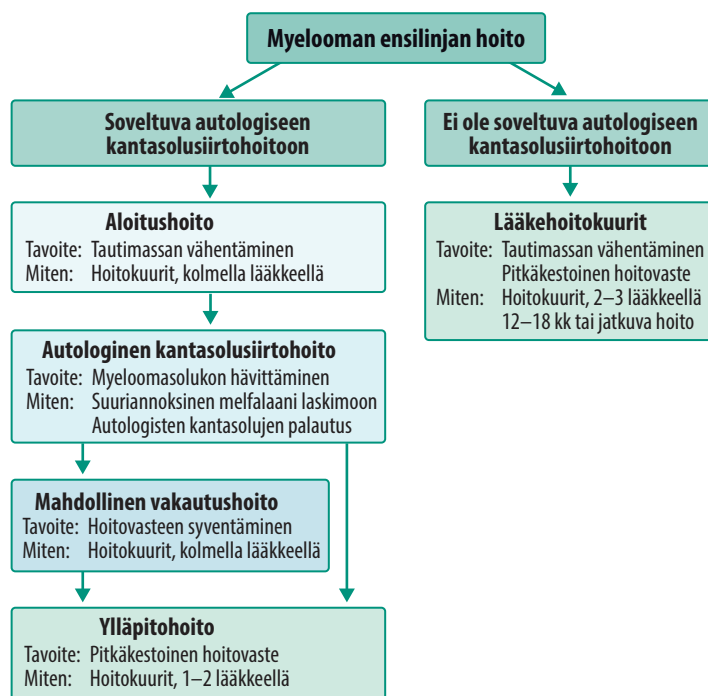 Myelooman ensilinjan hoito
Soveltuva autologiseen
kantasolusiirtohoitoon
Ei ole soveltuva autologiseen
kantasolusiirtohoitoon
Aloitushoito
Tavoite: Tautimassan vähentäminen
Miten: Hoitokuurit, kolmella lääkkeellä
Lääkehoitokuurit
Tavoite: Tautimassan vähentäminen
Pitkäkestoinen hoitovaste
Miten: Hoitokuurit, 2–3 lääkkeellä
12–18 kk tai jatkuva hoito
Autologinen kantasolusiirtohoito
Tavoite: Myeloomasolukon hävittäminen
Miten: Suuriannoksinen melfalaani laskimoon
Autologisten kantasolujen palautus
Mahdollinen vakautushoito
Tavoite: Hoitovasteen syventäminen
Miten: Hoitokuurit, kolmella lääkkeellä
Ylläpitohoito
Tavoite: Pitkäkestoinen hoitovaste
Miten: Hoitokuurit, 1–2 lääkkeellä